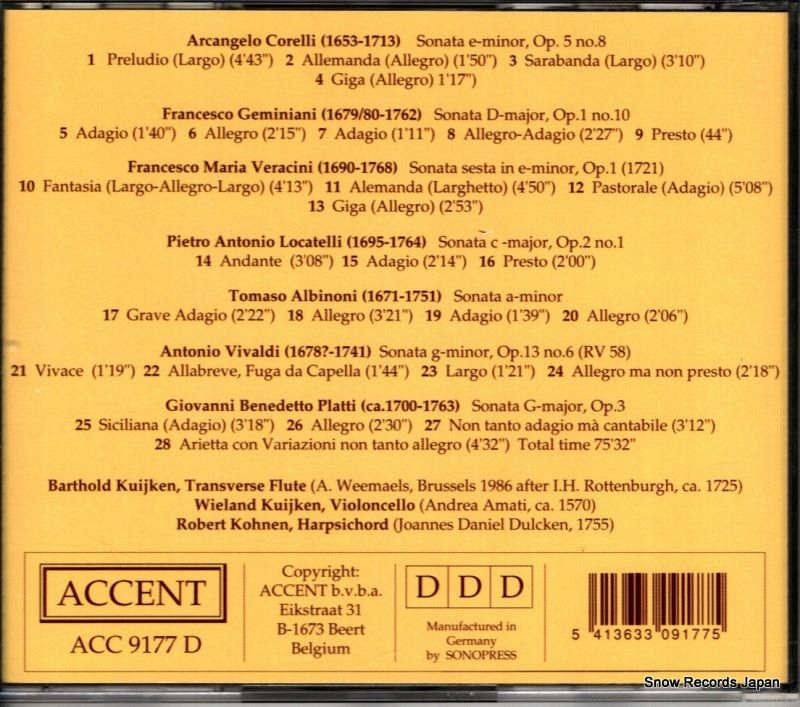 Arcangelo Corelli (1653-1713) Sonata e-minor, Op. 5 no.8
1 Preludio (Largo) (4'43") 2 Allemanda (Allegro) (1'50") 3 Sarabanda (Largo) (3'10")
4 Giga (Allegro) 1'17")
Francesco Geminiani (1679/80-1762) Sonata D-major, Op.1 no.10
5 Adagio (1'40") 6 Allegro (2'15") 7 Adagio (1'11") 8 Allegro-Adagio (2'27") 9 Presto (44")
Francesco Maria Veracini (1690-1768) Sonata sesta in e-minor, Op.1 (1721)
10 Fantasia (Largo-Allegro-Largo) (4'13") 11 Alemanda (Larghetto) (4'50") 12 Pastorale (Adagio) (5'08")
13 Giga (Allegro) (2'53")
Pietro Antonio Locatelli (1695-1764) Sonata c -major, Op.2 no.1
14 Andante (3'08") 15 Adagio (2'14") 16 Presto (2'00")
Tomaso Albinoni (1671-1751) Sonata a-minor
17 Grave Adagio (2'22") 18 Allegro (3'21") 19 Adagio (1'39") 20 Allegro (2'06")
Antonio Vivaldi (1678?-1741) Sonata g-minor, Op.13 no.6 (RV 58)
21 Vivace (1'19") 22 Allabreve, Fuga da Capella (1'44") 23 Largo (1'21") 24 Allegro ma non presto (2'18")
Giovanni Benedetto Platti (ca.1700-1763) Sonata G-major, Op.3
25 Siciliana (Adagio) (3'18") 26 Allegro (2'30") 27 Non tanto adagio mà cantabile (3'12")
28 Arietta con Variazioni non tanto allegro (4'32") Total time 75'32"
Barthold Kuijken, Transverse Flute (A. Weemaels, Brussels 1986 after I.H. Rottenburgh, ca. 1725)
Wieland Kuijken, Violoncello (Andrea Amati, ca. 1570)
Robert Kohnen, Harpsichord (Joannes Daniel Dulcken, 1755)
ACCENT
ACC 9177 D
Copyright:
ACCENT b.v.b.a.
Eikstraat 31
B-1673 Beert
Belgium
D D D
Manufactured in
Germany
by SONOPRESS
5 413633 091775
Snow Records Japan